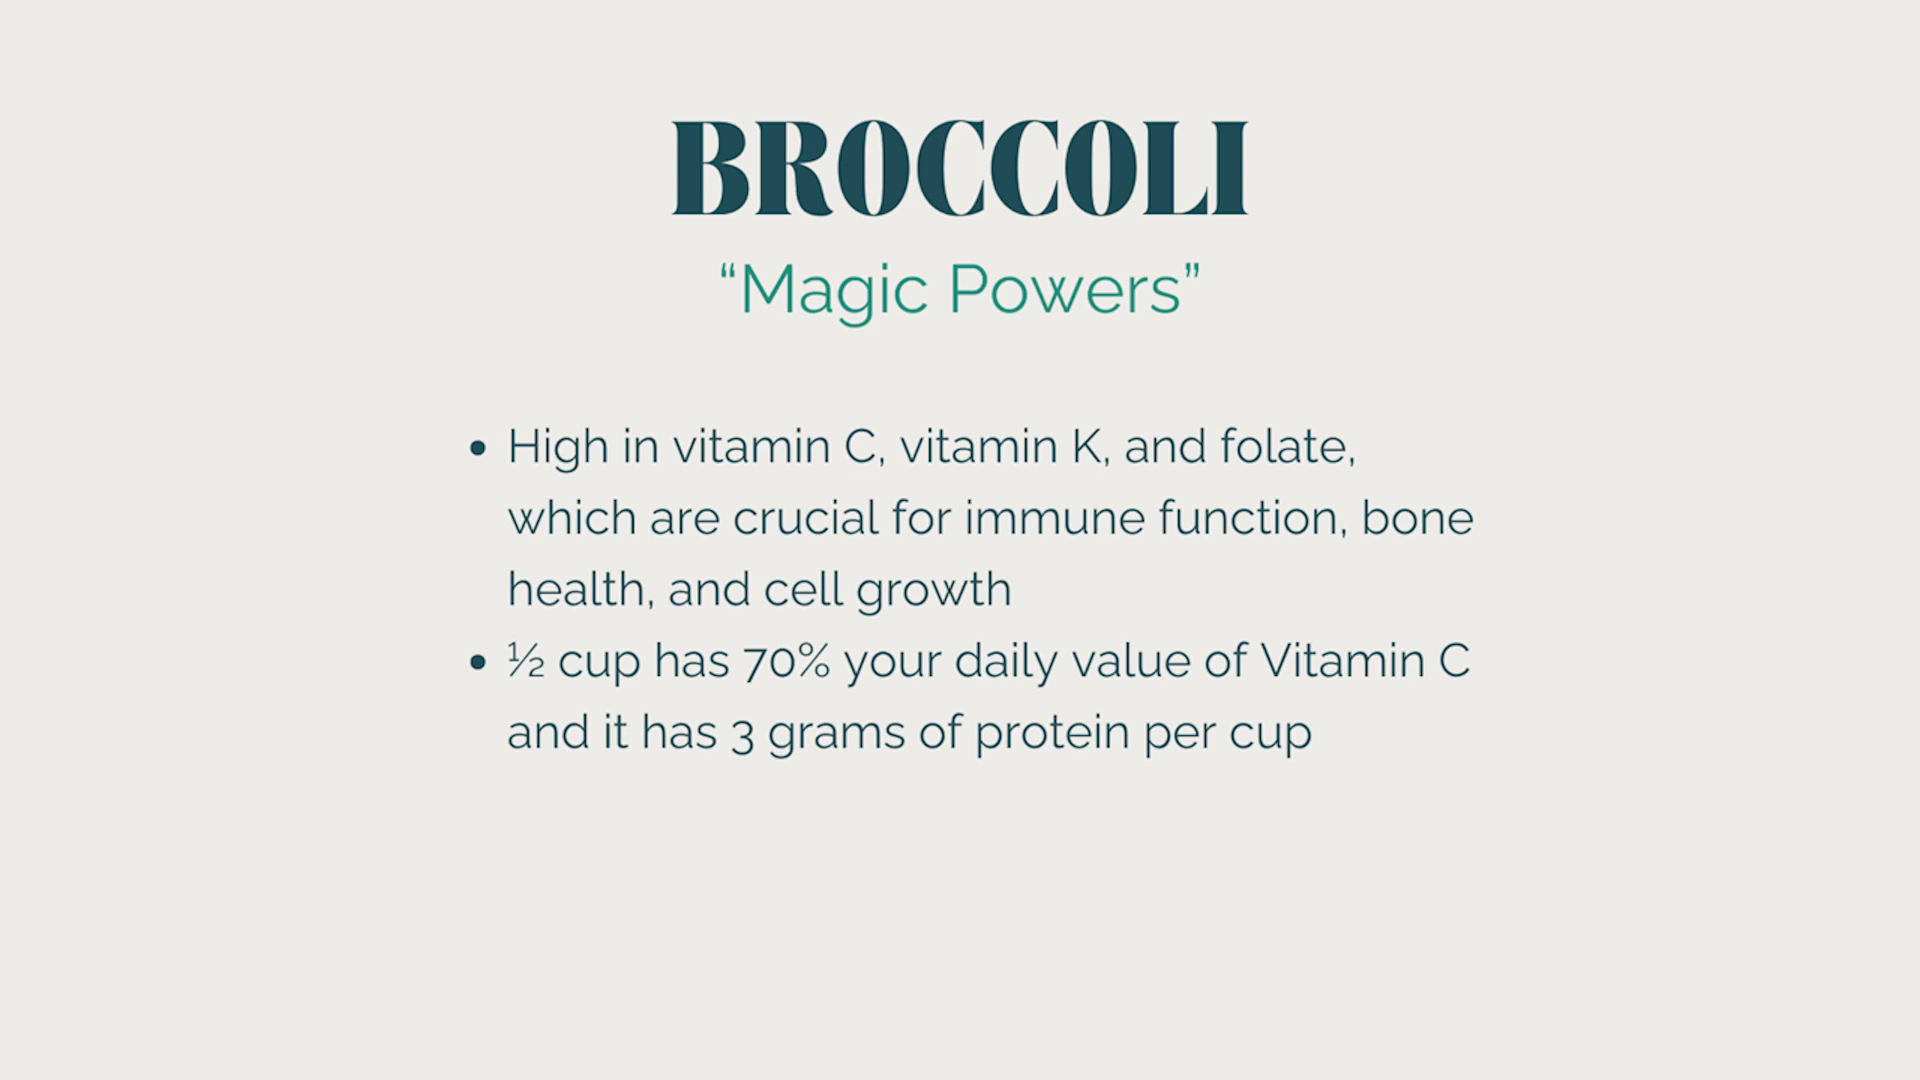 BROCCOLI
“Magic Powers”
• High in vitamin C, vitamin K, and folate,
which are crucial for immune function, bone
health, and cell growth
• ½ cup has 70% your daily value of Vitamin C
and it has 3 grams of protein per cup